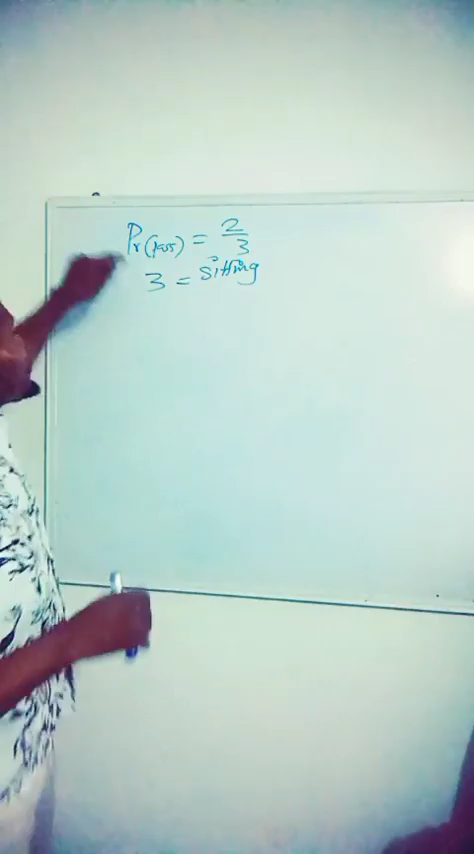 Pr(pass) = 2/3
3 = sitting